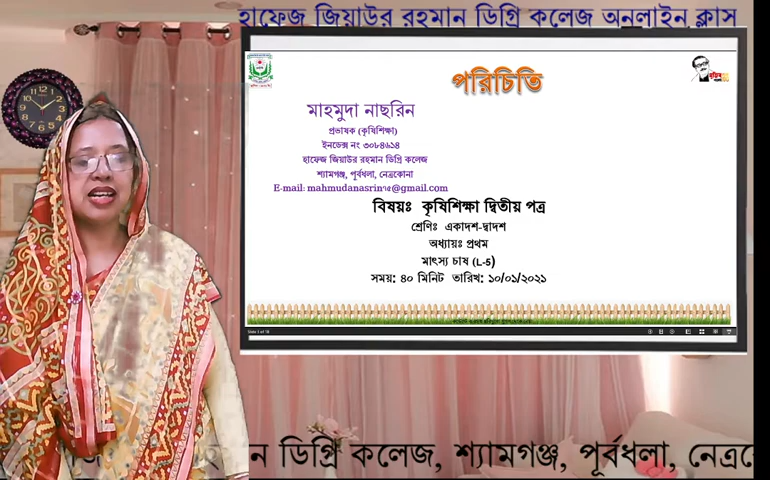 হাফেজ জিয়াউর রহমান ডিগ্রি কলেজ অনলাইন ক্লাস
পরিচিতি
মাহমুদা নাছরিন
প্রভাষক (কৃষিশিক্ষা)
ইনডেক্স নং ৩০৮৪৬১৪
হাফেজ জিয়াউর রহমান ডিগ্রি কলেজ
শ্যামগঞ্জ, পূর্বধলা, নেত্রকোনা
E-mail: mahmudanasrin৭৫@gmail.com
বিষয়ঃ কৃষিশিক্ষা দ্বিতীয় পত্র
শ্রেণিঃ একাদশ-দ্বাদশ
অধ্যায়ঃ প্রথম
মাৎস্য চাষ (L-5)
সময়: ৪০ মিনিট তারিখ: ১০/০১/২০২১
ন ডিগ্রি কলেজ, শ্যামগঞ্জ, পূর্বধলা, নেত্রকো